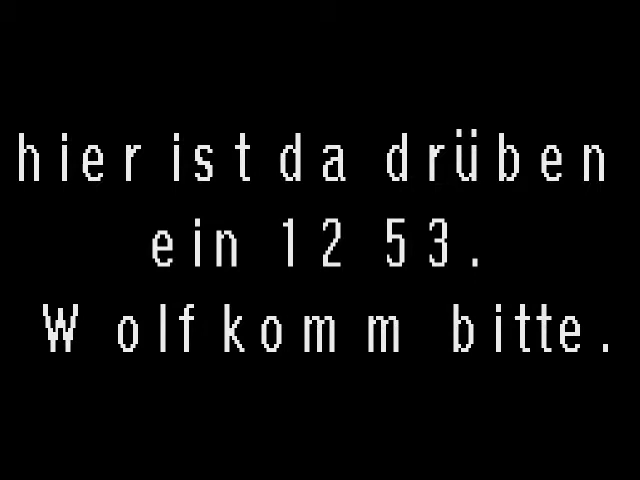 hier ist da drüben
ein 12 53.
Wolf komm bitte.